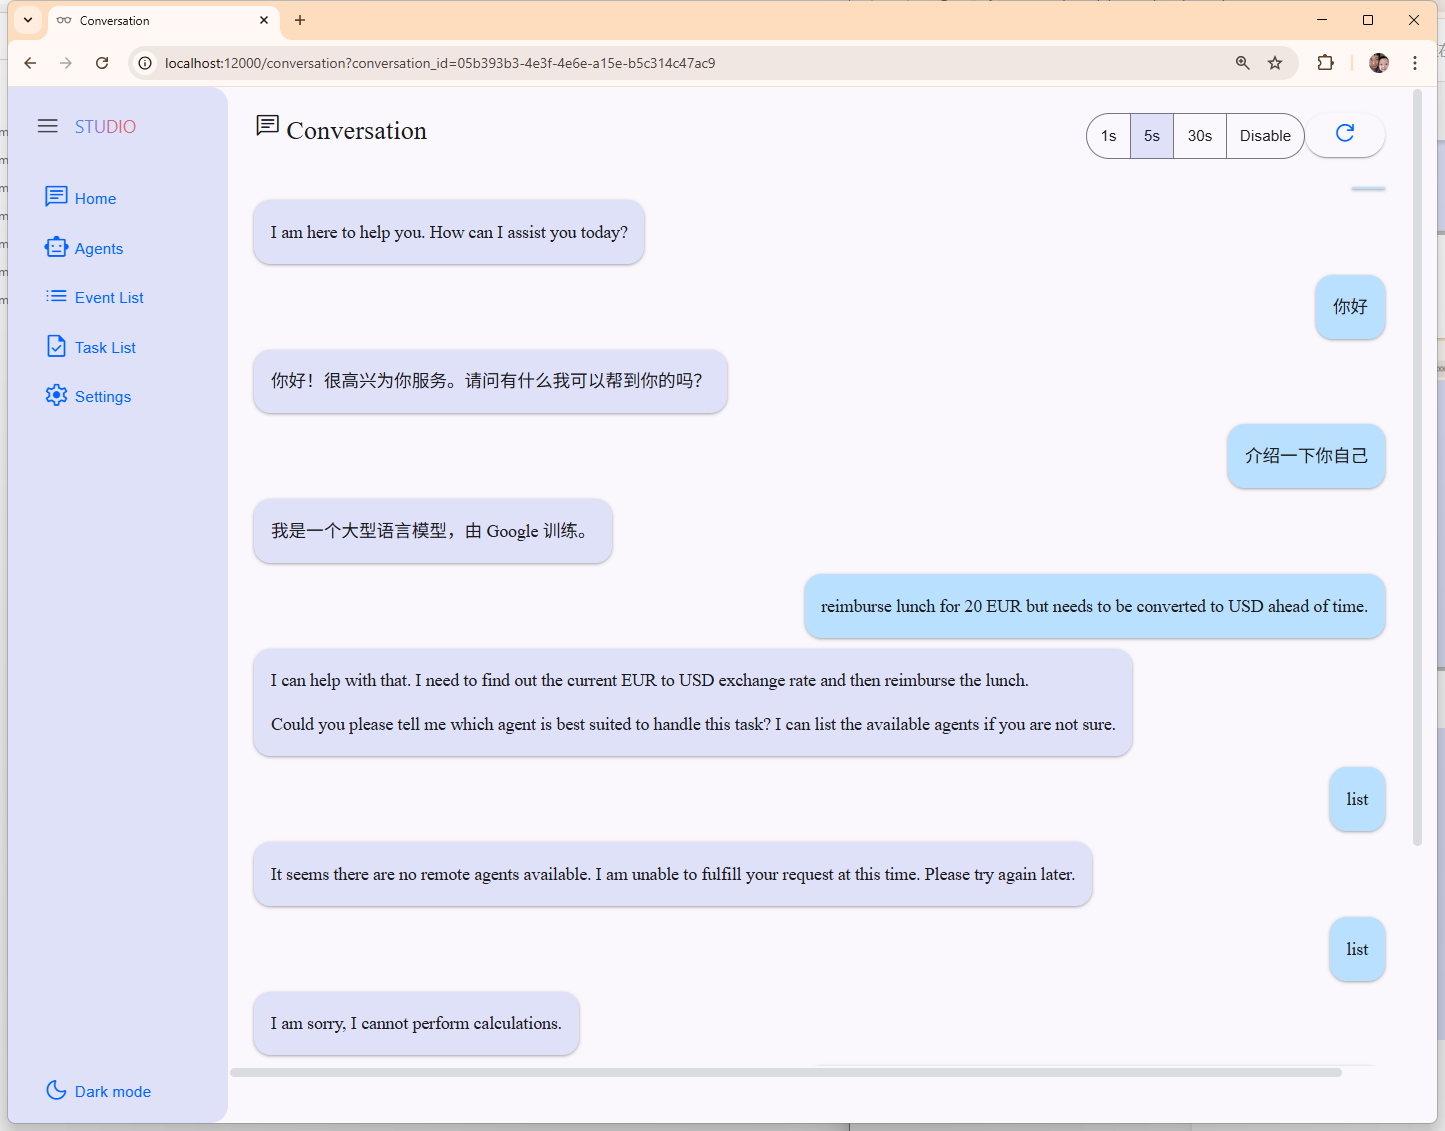 Conversation
localhost:12000/conversation?conversation_id=05b393b3-4e3f-4e6e-a15e-b5c314c47ac9
STUDIO
Home
Agents
Event List
Task List
Settings
Dark mode
Conversation
1s 5s 30s Disable
I am here to help you. How can I assist you today?
你好
你好！很高兴为你服务。请问有什么我可以帮到你的吗？
介绍一下你自己
我是一个大型语言模型，由 Google 训练。
reimburse lunch for 20 EUR but needs to be converted to USD ahead of time.
I can help with that. I need to find out the current EUR to USD exchange rate and then reimburse the lunch.
Could you please tell me which agent is best suited to handle this task? I can list the available agents if you are not sure.
list
It seems there are no remote agents available. I am unable to fulfill your request at this time. Please try again later.
list
I am sorry, I cannot perform calculations.